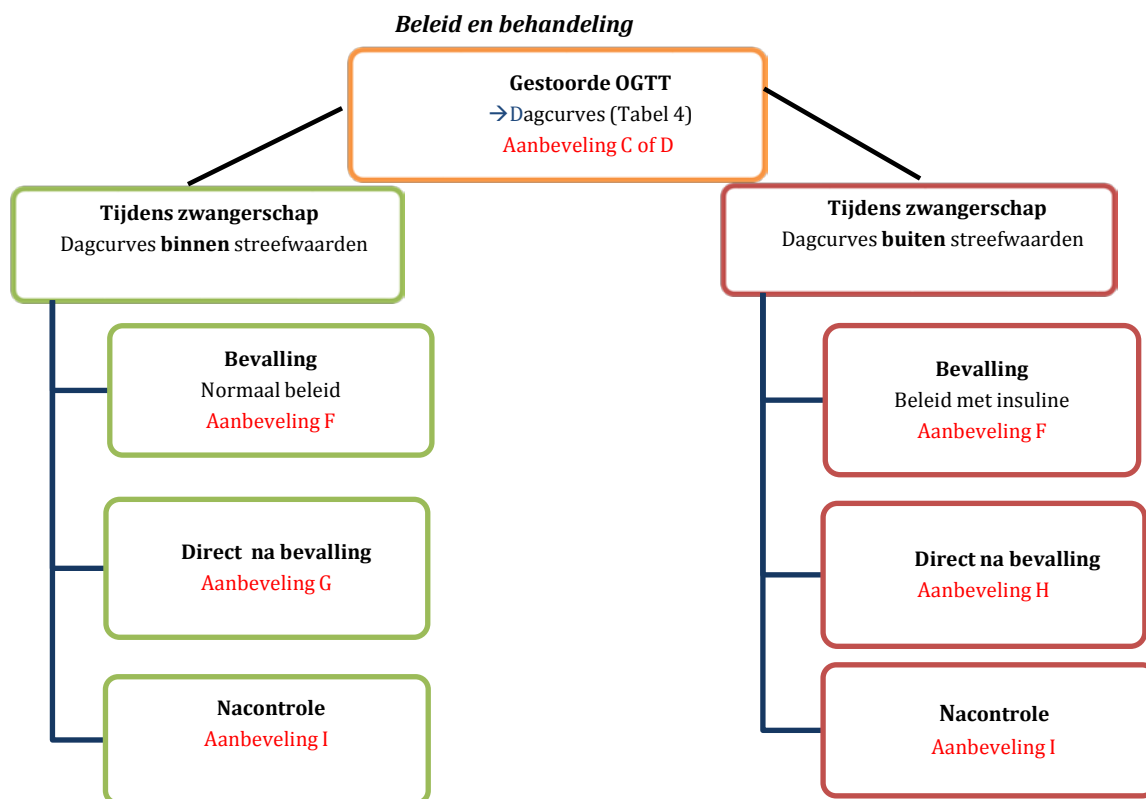 Beleid en behandeling
Gestoorde OGTT
→Dagcurves (Tabel 4)
Aanbeveling C of D
Tijdens zwangerschap
Dagcurves binnen streefwaarden
Bevalling
Normaal beleid
Aanbeveling F
Direct na bevalling
Aanbeveling G
Nacontrole
Aanbeveling I
Tijdens zwangerschap
Dagcurves buiten streefwaarden
Bevalling
Beleid met insuline
Aanbeveling F
Direct na bevalling
Aanbeveling H
Nacontrole
Aanbeveling I